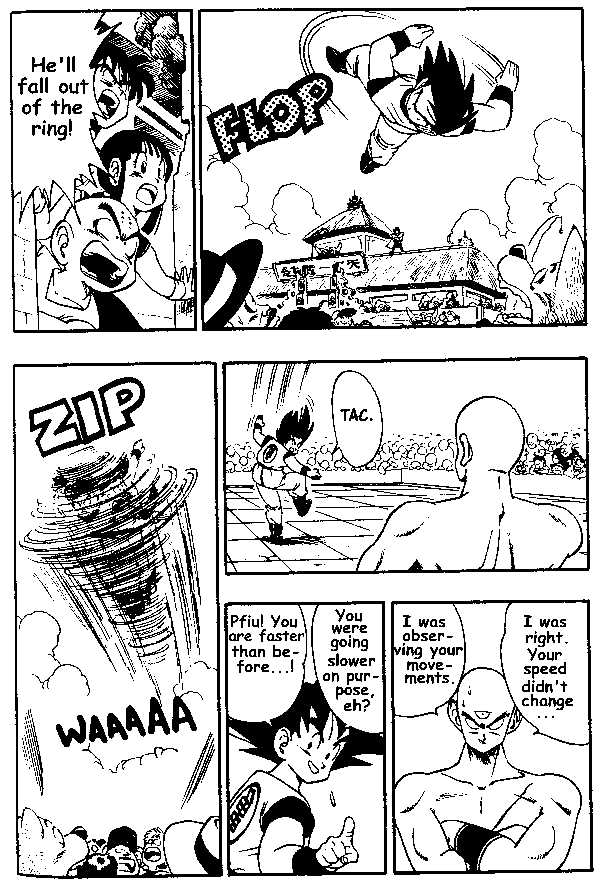 FLOP
He'll
fall out
of the
ring!
TAC.
I was
right.
Your
speed
didn't
change
...
I was
obser-
ving your
move-
ments.
You
were
going
slower
on pur-
pose,
eh?
Pfiu! You
are faster
than be-
fore...!
ZIP
WAAAAA